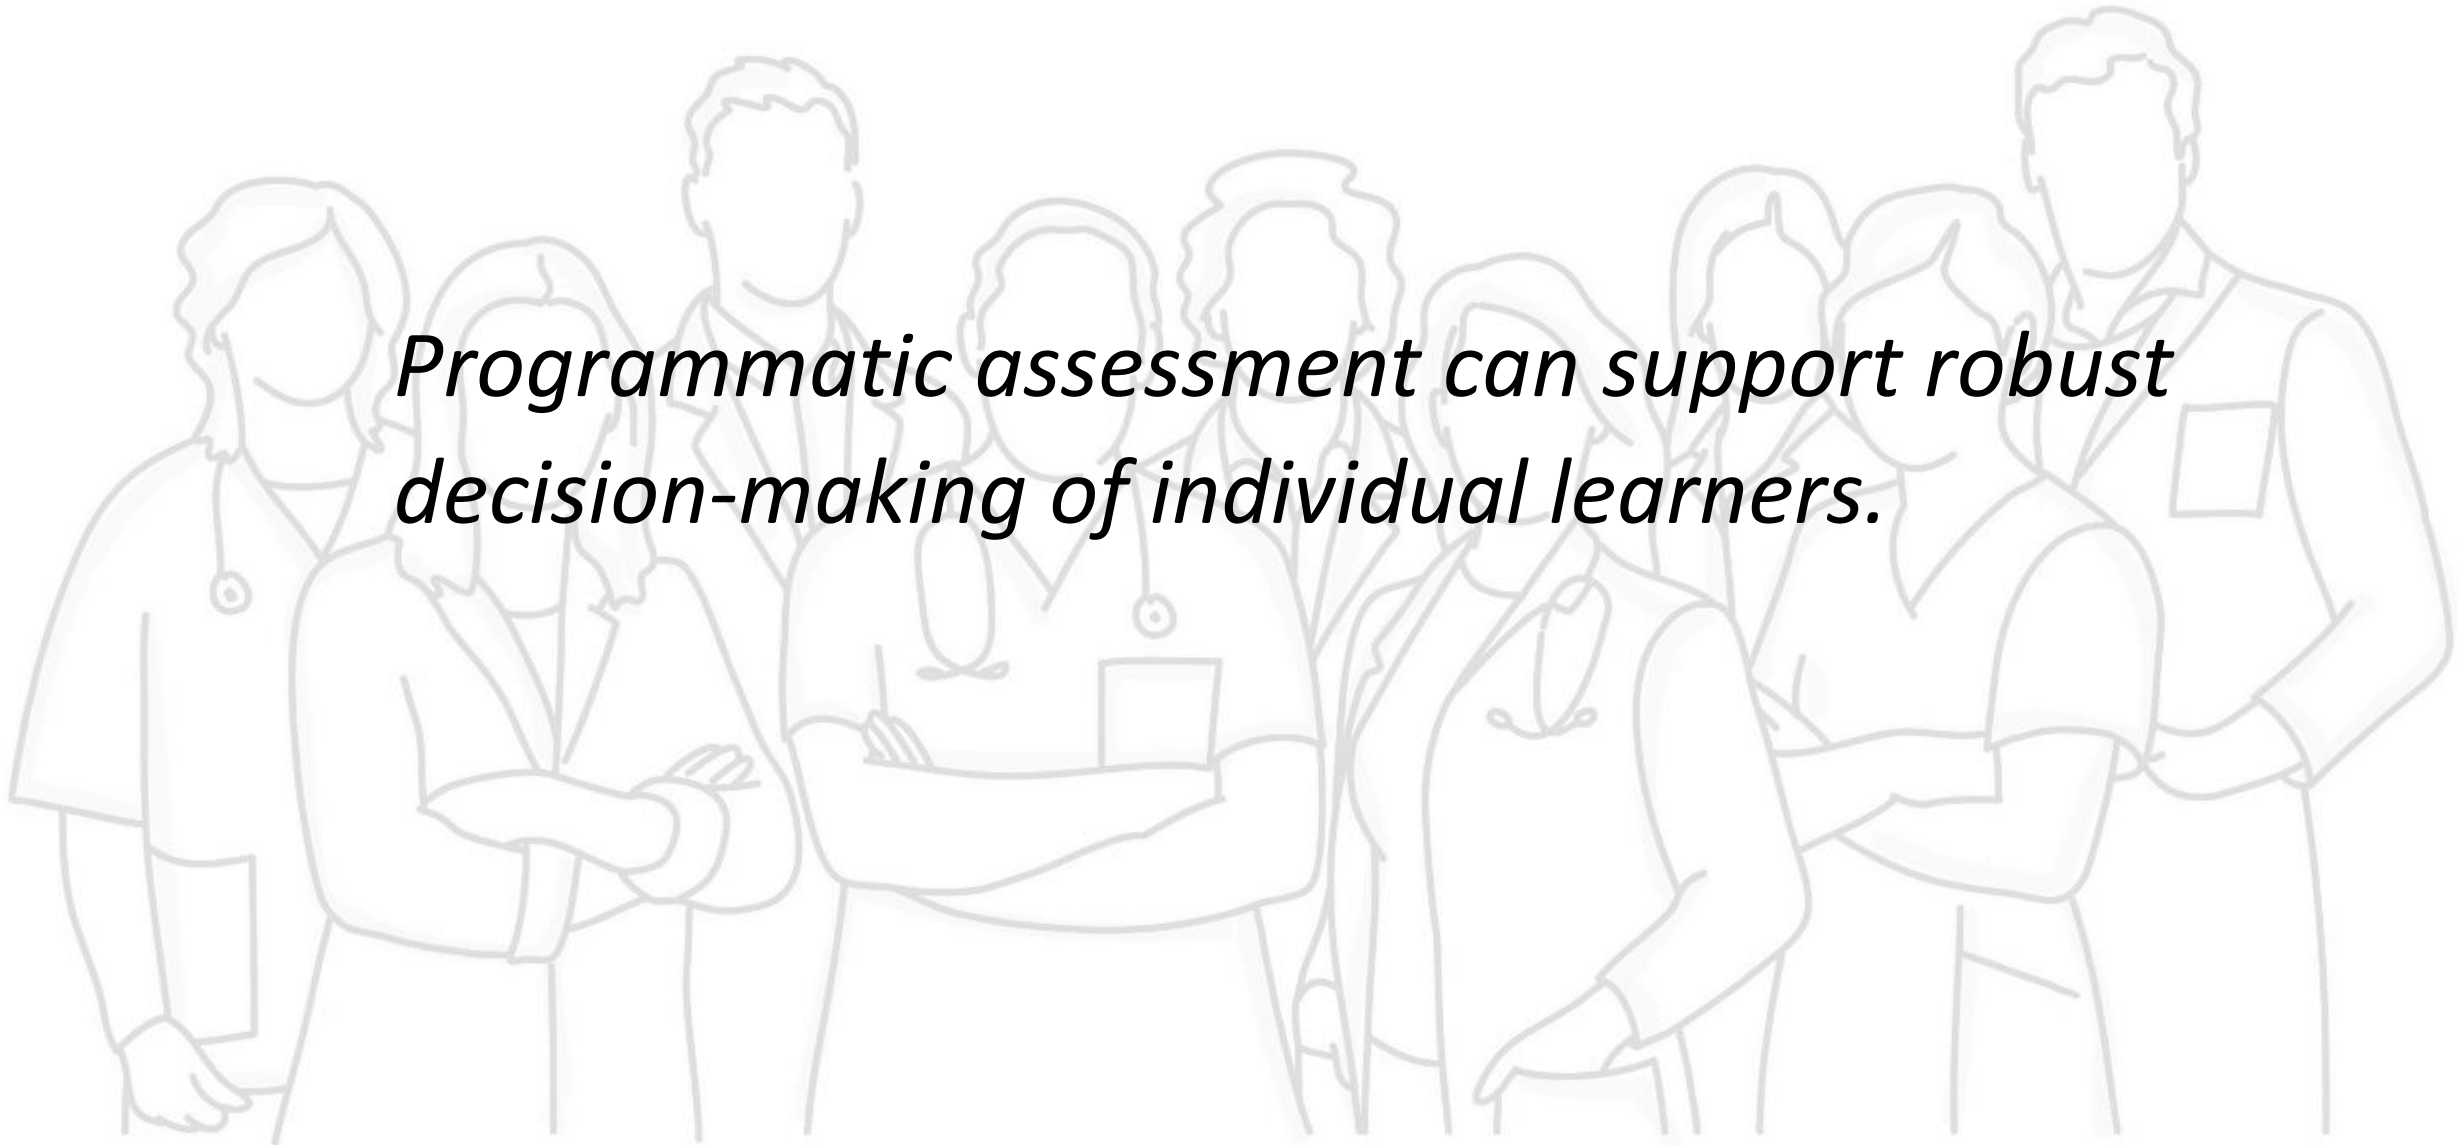 Programmatic assessment can support robust
decision-making of individual learners.